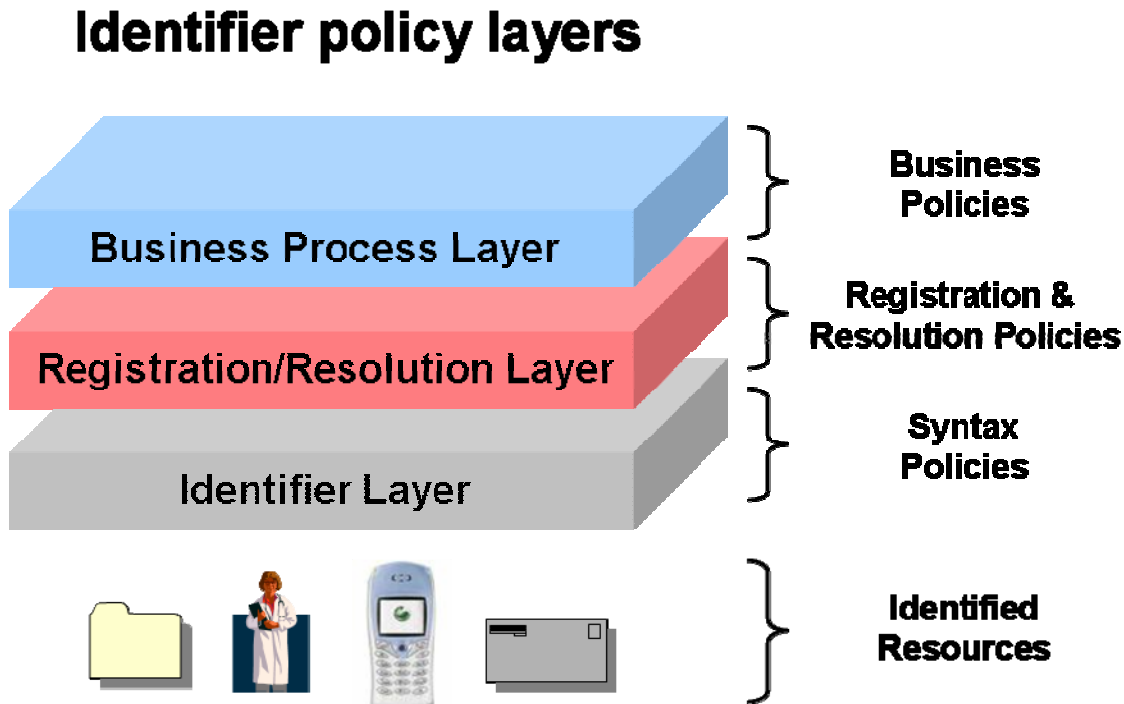 Identifier policy layers
Business Process Layer
Business
Policies
Registration/Resolution Layer
Registration &
Resolution Policies
Identifier Layer
Syntax
Policies
Identified
Resources